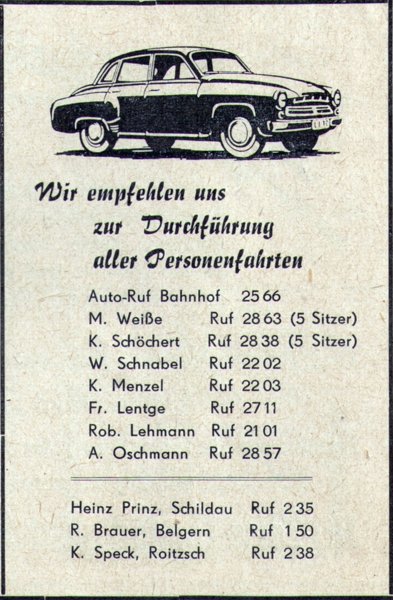 Wir empfehlen uns
zur Durchführung
aller Personenfahrten
Auto-Ruf Bahnhof 25 66
M. Weiße Ruf 28 63 (5 Sitzer)
K. Schöchert Ruf 28 38 (5 Sitzer)
W. Schnabel Ruf 22 02
K. Menzel Ruf 22 03
Fr. Lentge Ruf 27 11
Rob. Lehmann Ruf 21 01
A. Oschmann Ruf 28 57
Heinz Prinz, Schildau Ruf 2 35
R. Brauer, Belgern Ruf 1 50
K. Speck, Roitzsch Ruf 2 38